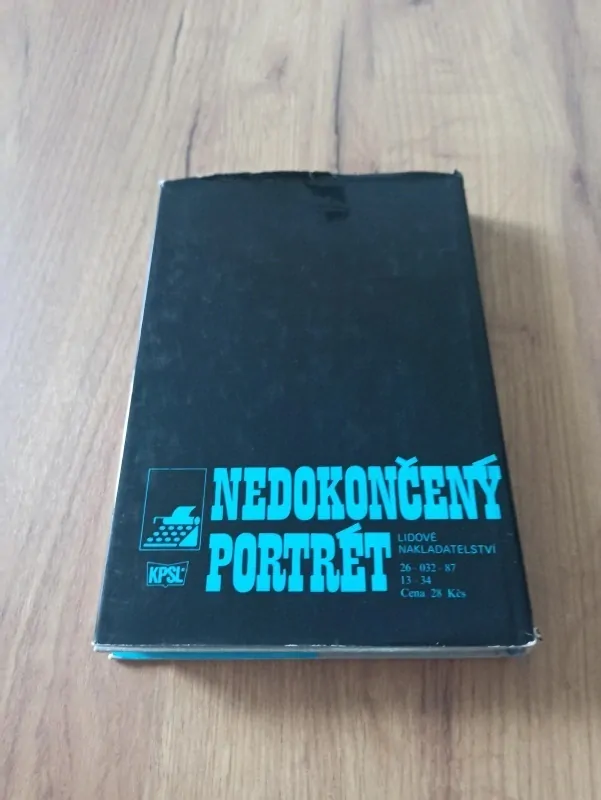 NEDOKONČENÝ
PORTRÉT
LIDOVÉ
NAKLADATELSTVÍ
KPSL
26 - 032 - 87
13 - 34
Cena 28 Kčs